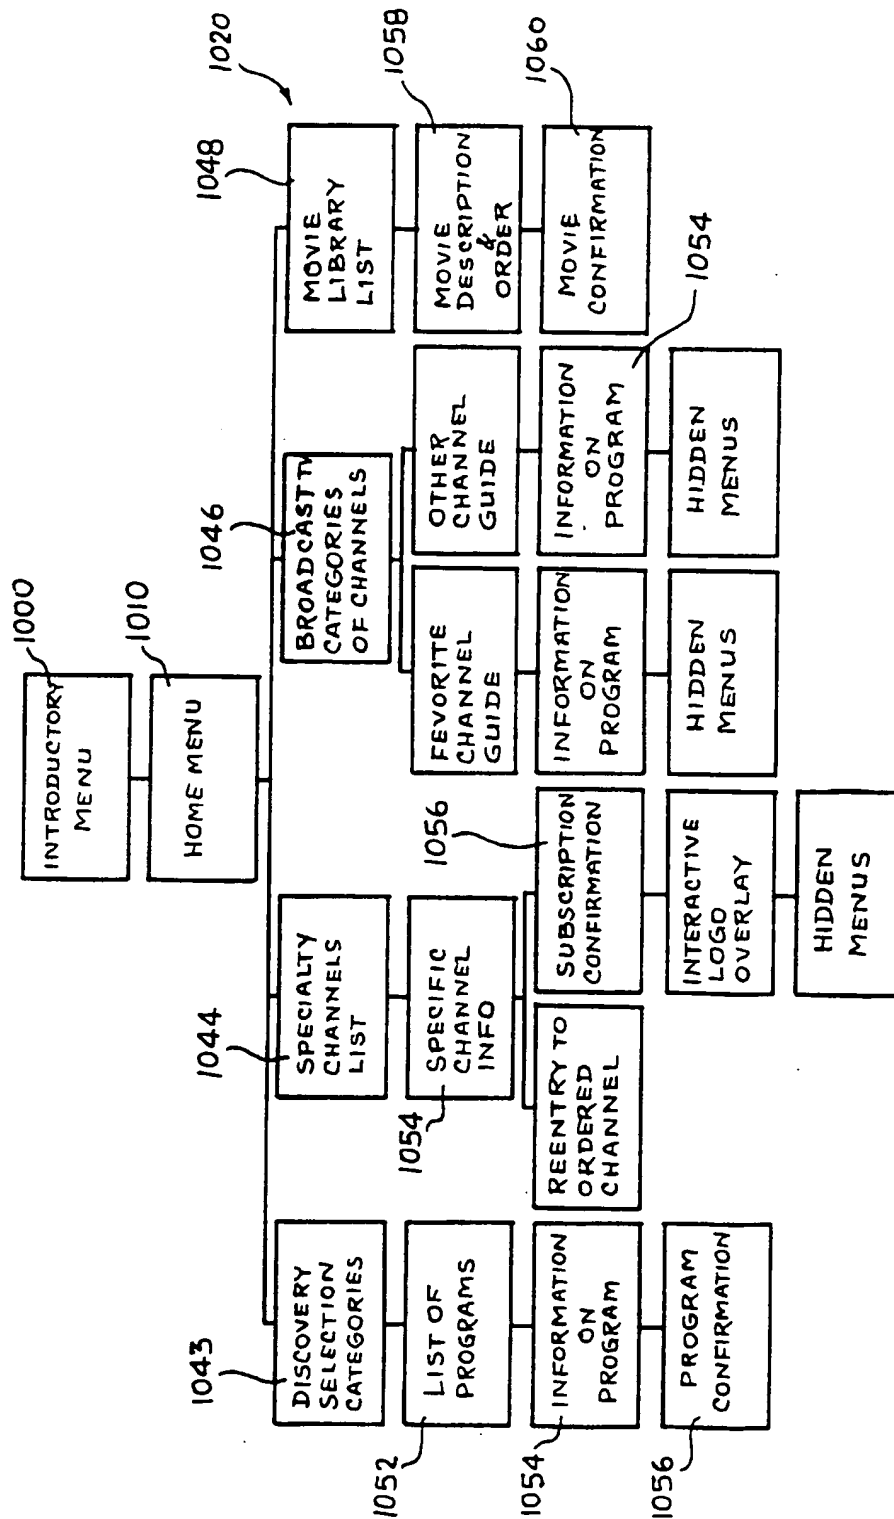 1000
INTRODUCTORY
MENU
1010
HOME MENU
1020
1043
DISCOVERY
SELECTION
CATEGORIES
1044
SPECIALTY
CHANNELS
LIST
1046
BROADCAST TV
CATEGORIES
OF CHANNELS
1048
MOVIE
LIBRARY
LIST
1052
LIST OF
PROGRAMS
1054
SPECIFIC
CHANNEL
INFO
FEVORITE
CHANNEL
GUIDE
OTHER
CHANNEL
GUIDE
1058
MOVIE
DESCRIPTION
&
ORDER
1054
INFORMATION
ON
PROGRAM
REENTRY TO
ORDERED
CHANNEL
1056
SUBSCRIPTION
CONFIRMATION
INFORMATION
ON
PROGRAM
INFORMATION
ON
PROGRAM
1054
1060
MOVIE
CONFIRMATION
1056
PROGRAM
CONFIRMATION
INTERACTIVE
LOGO
OVERLAY
HIDDEN
MENUS
HIDDEN
MENUS
HIDDEN
MENUS